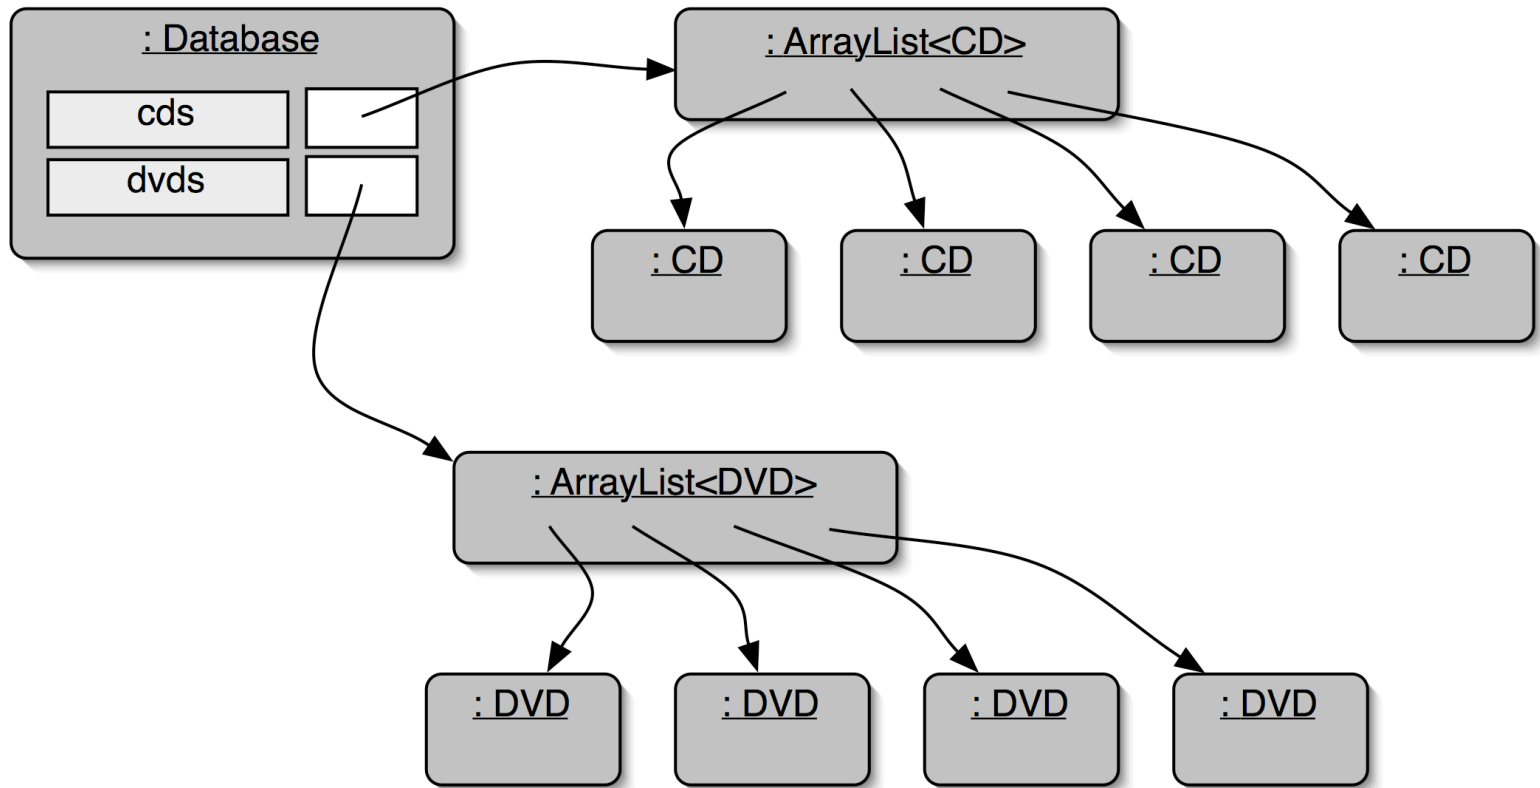 : Database
cds
dvds
: ArrayList<CD>
: CD
: CD
: CD
: CD
: ArrayList<DVD>
: DVD
: DVD
: DVD
: DVD